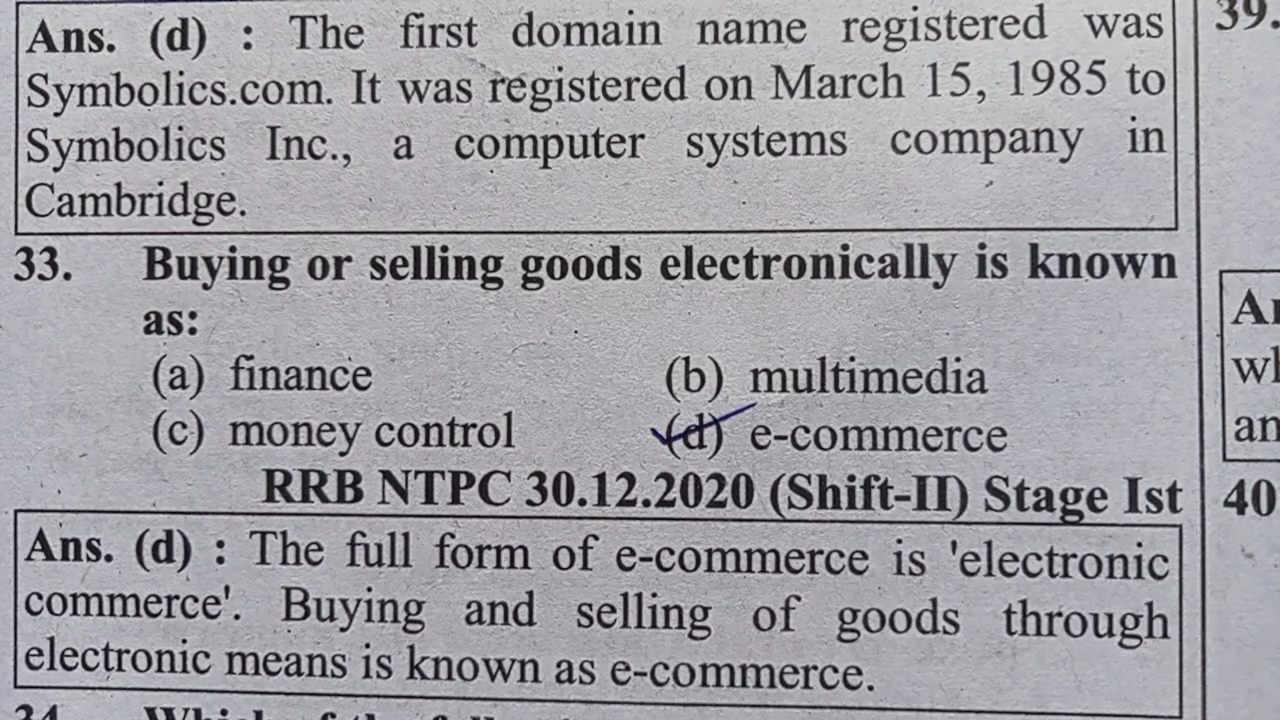 Ans. (d) : The first domain name registered was
Symbolics.com. It was registered on March 15, 1985 to
Symbolics Inc., a computer systems company in
Cambridge.
33. Buying or selling goods electronically is known
as:
(a) finance (b) multimedia
(c) money control (d) e-commerce
RRB NTPC 30.12.2020 (Shift-II) Stage Ist
Ans. (d) : The full form of e-commerce is 'electronic
commerce'. Buying and selling of goods through
electronic means is known as e-commerce.
39.
40